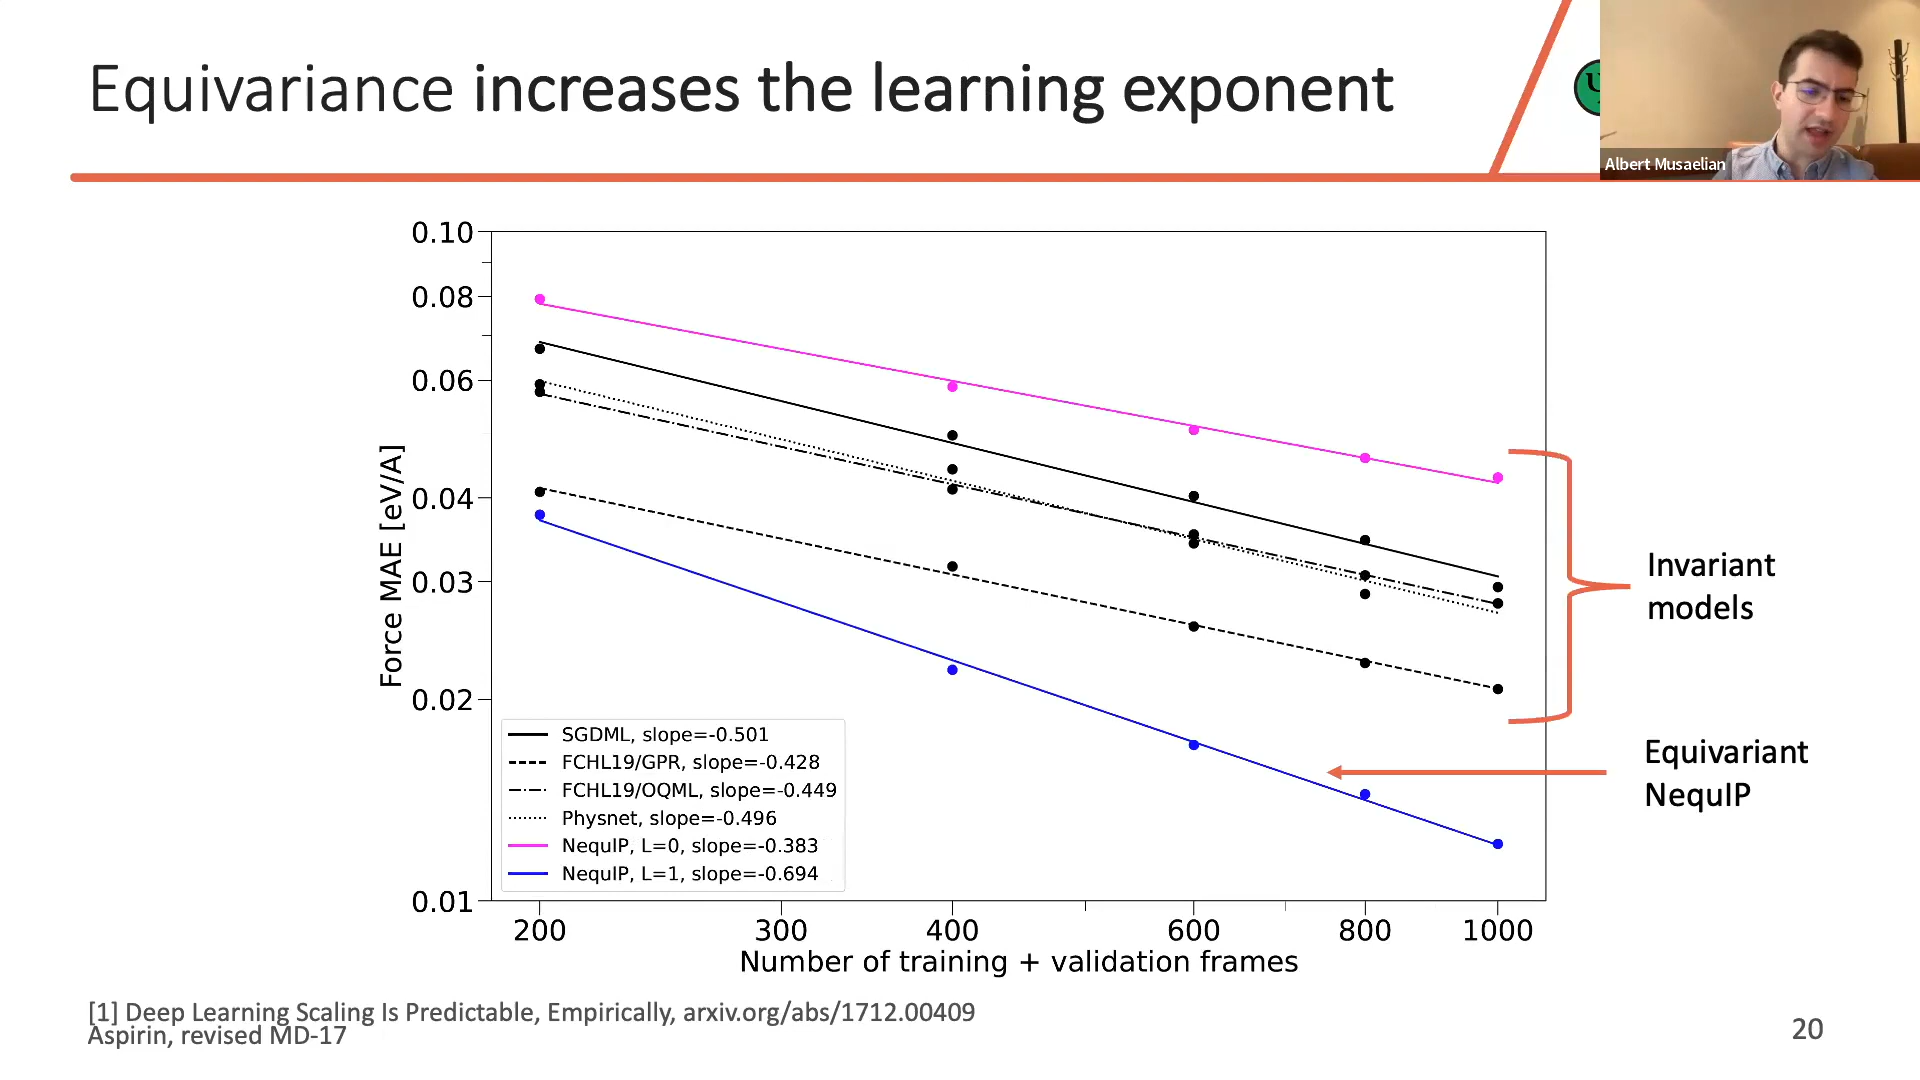 Equivariance increases the learning exponent
Albert Musaelian
0.10
0.08
0.06
0.04
0.03
0.02
0.01
Force MAE [eV/A]
SGDML, slope=-0.501
FCHL19/GPR, slope=-0.428
FCHL19/OQML, slope=-0.449
Physnet, slope=-0.496
NequIP, L=0, slope=-0.383
NequIP, L=1, slope=-0.694
200 300 400 600 800 1000
Number of training + validation frames
Invariant
models
Equivariant
NequIP
[1] Deep Learning Scaling Is Predictable, Empirically, arxiv.org/abs/1712.00409
Aspirin, revised MD-17
20